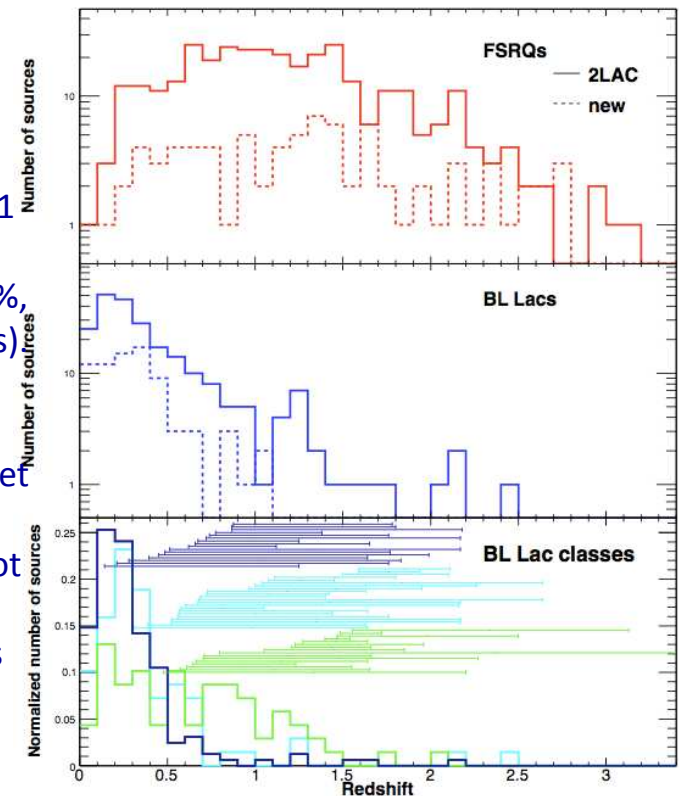 FSRQs
2LAC
new
Number of sources
10
1
1
%,
s).
BL Lacs
Number of sources
10
1
et
ot
s
BL Lac classes
Normalized number of sources
0.25
0.2
0.15
0.1
0.05
0
0 0.5 1 1.5 2 2.5 3
Redshift